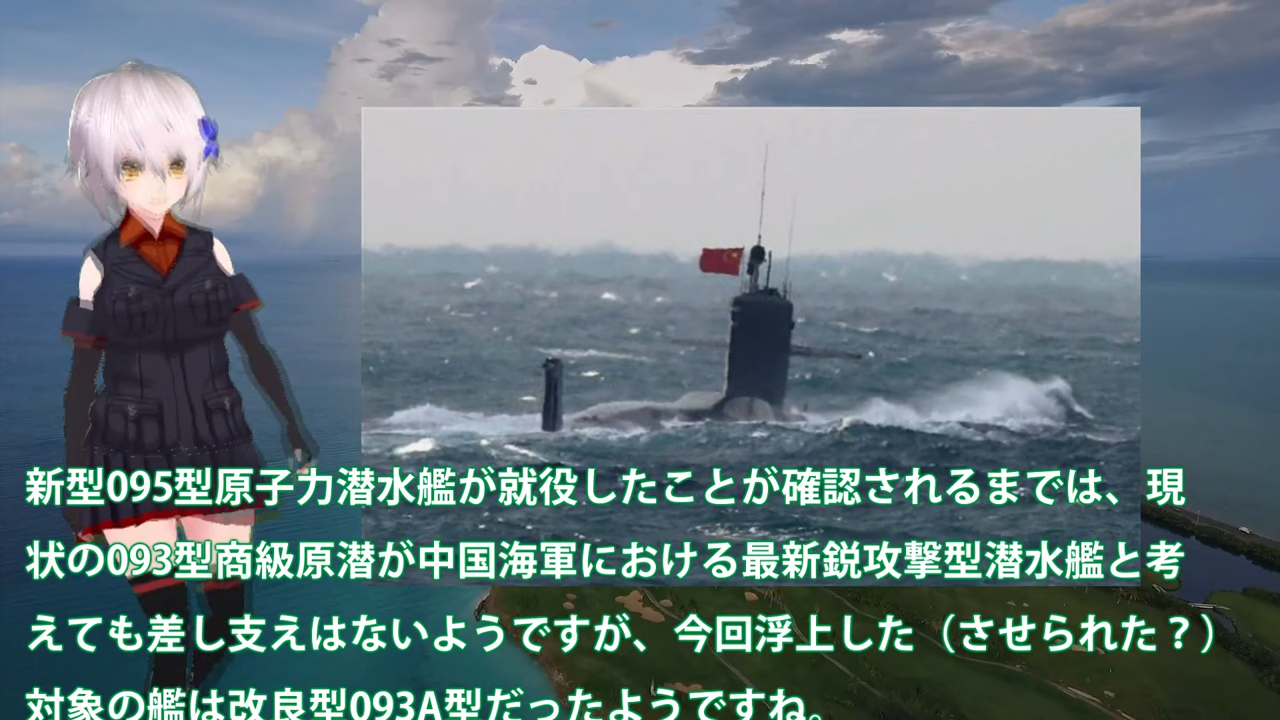 新型095型原子力潜水艦が就役したことが確認されるまでは、現
状の093型商級原潜が中国海軍における最新鋭攻撃型潜水艦と考
えても差し支えはないようですが、今回浮上した（させられた？）
対象の艦は改良型093A型だったようですね。